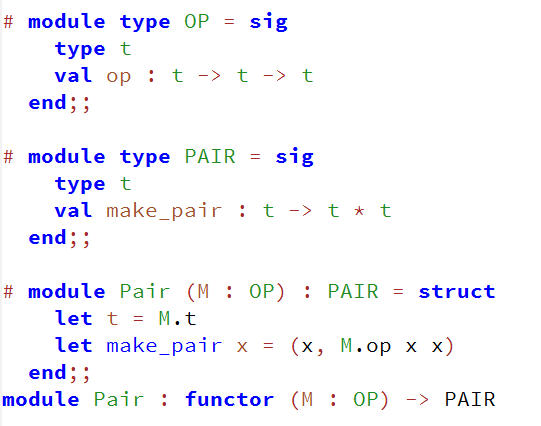 # module type OP = sig
    type t
    val op : t -> t -> t
  end;;

# module type PAIR = sig
    type t
    val make_pair : t -> t * t
  end;;

# module Pair (M : OP) : PAIR = struct
    let t = M.t
    let make_pair x = (x, M.op x x)
  end;;
module Pair : functor (M : OP) -> PAIR